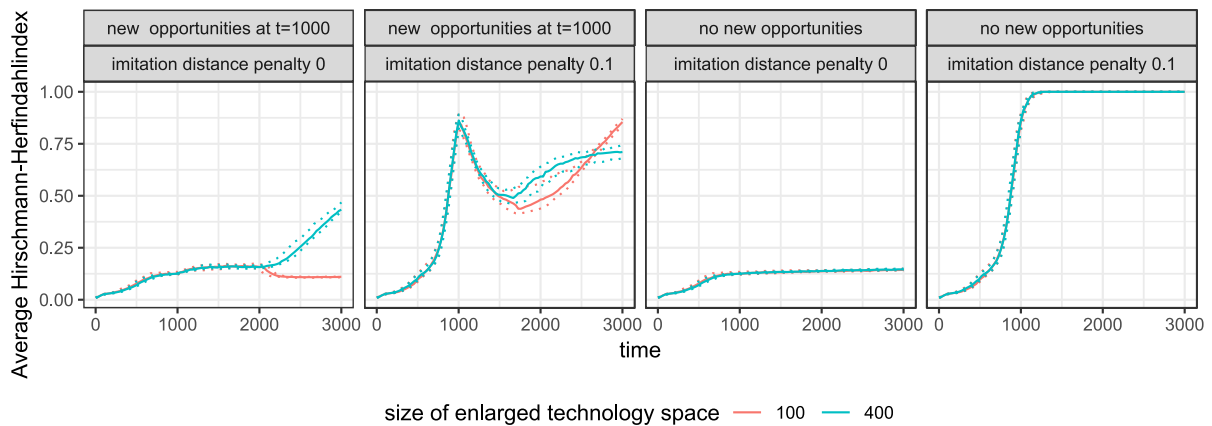 new  opportunities at t=1000
new  opportunities at t=1000
no new opportunities
no new opportunities
imitation distance penalty 0
imitation distance penalty 0.1
imitation distance penalty 0
imitation distance penalty 0.1
Average Hirschmann-Herfindahlindex
1.00
0.75
0.50
0.25
0.00
0 1000 2000 3000
0 1000 2000 3000
0 1000 2000 3000
0 1000 2000 3000
time
size of enlarged technology space 100 400